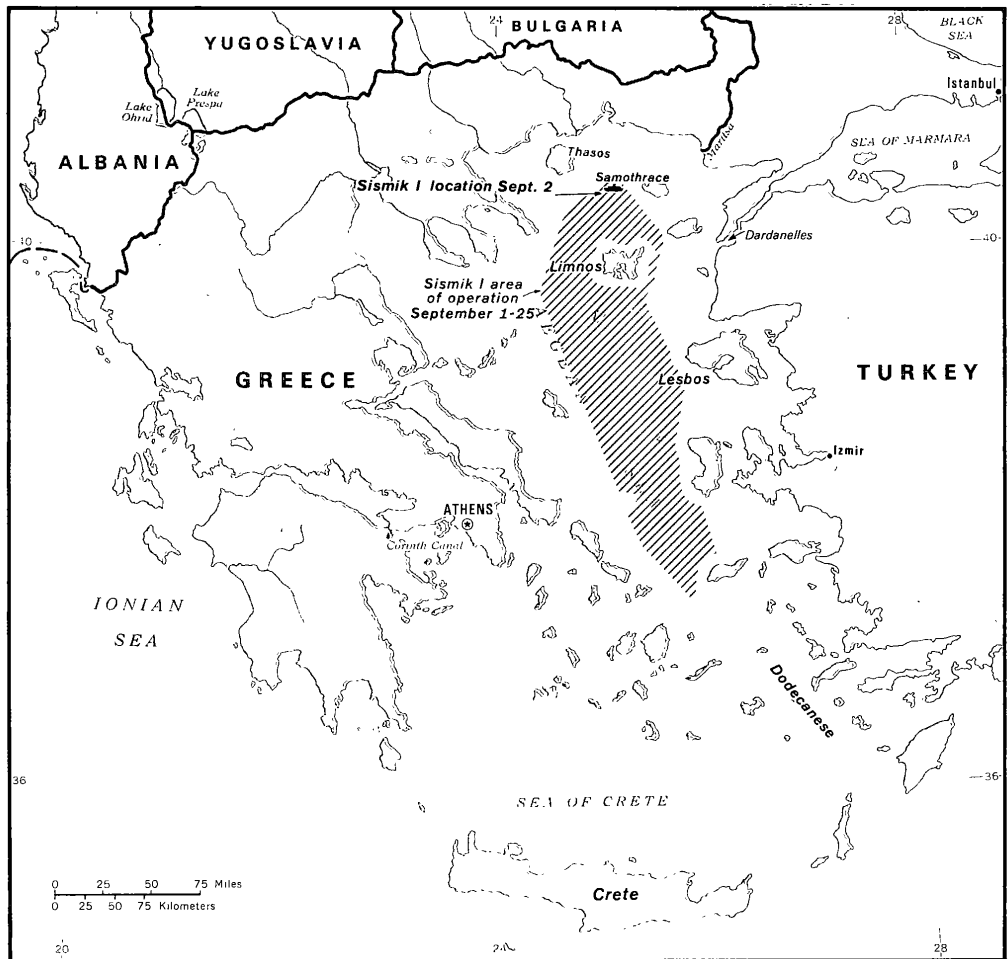 24
28
BLACK
SEA
YUGOSLAVIA
BULGARIA
Istanbul
Lake
Ohrid
Lake
Prespa
Maritsa
SEA OF MARMARA
ALBANIA
Thasos
Samothrace
Sismik I location Sept. 2
40
40
Dardanelles
Limnos
Sismik I area
of operation
September 1-25
GREECE
TURKEY
Lesbos
Izmir
ATHENS
Corinth Canal
IONIAN
SEA
Dodecanese
36
36
SEA OF CRETE
0 25 50 75 Miles
0 25 50 75 Kilometers
Crete
20
28